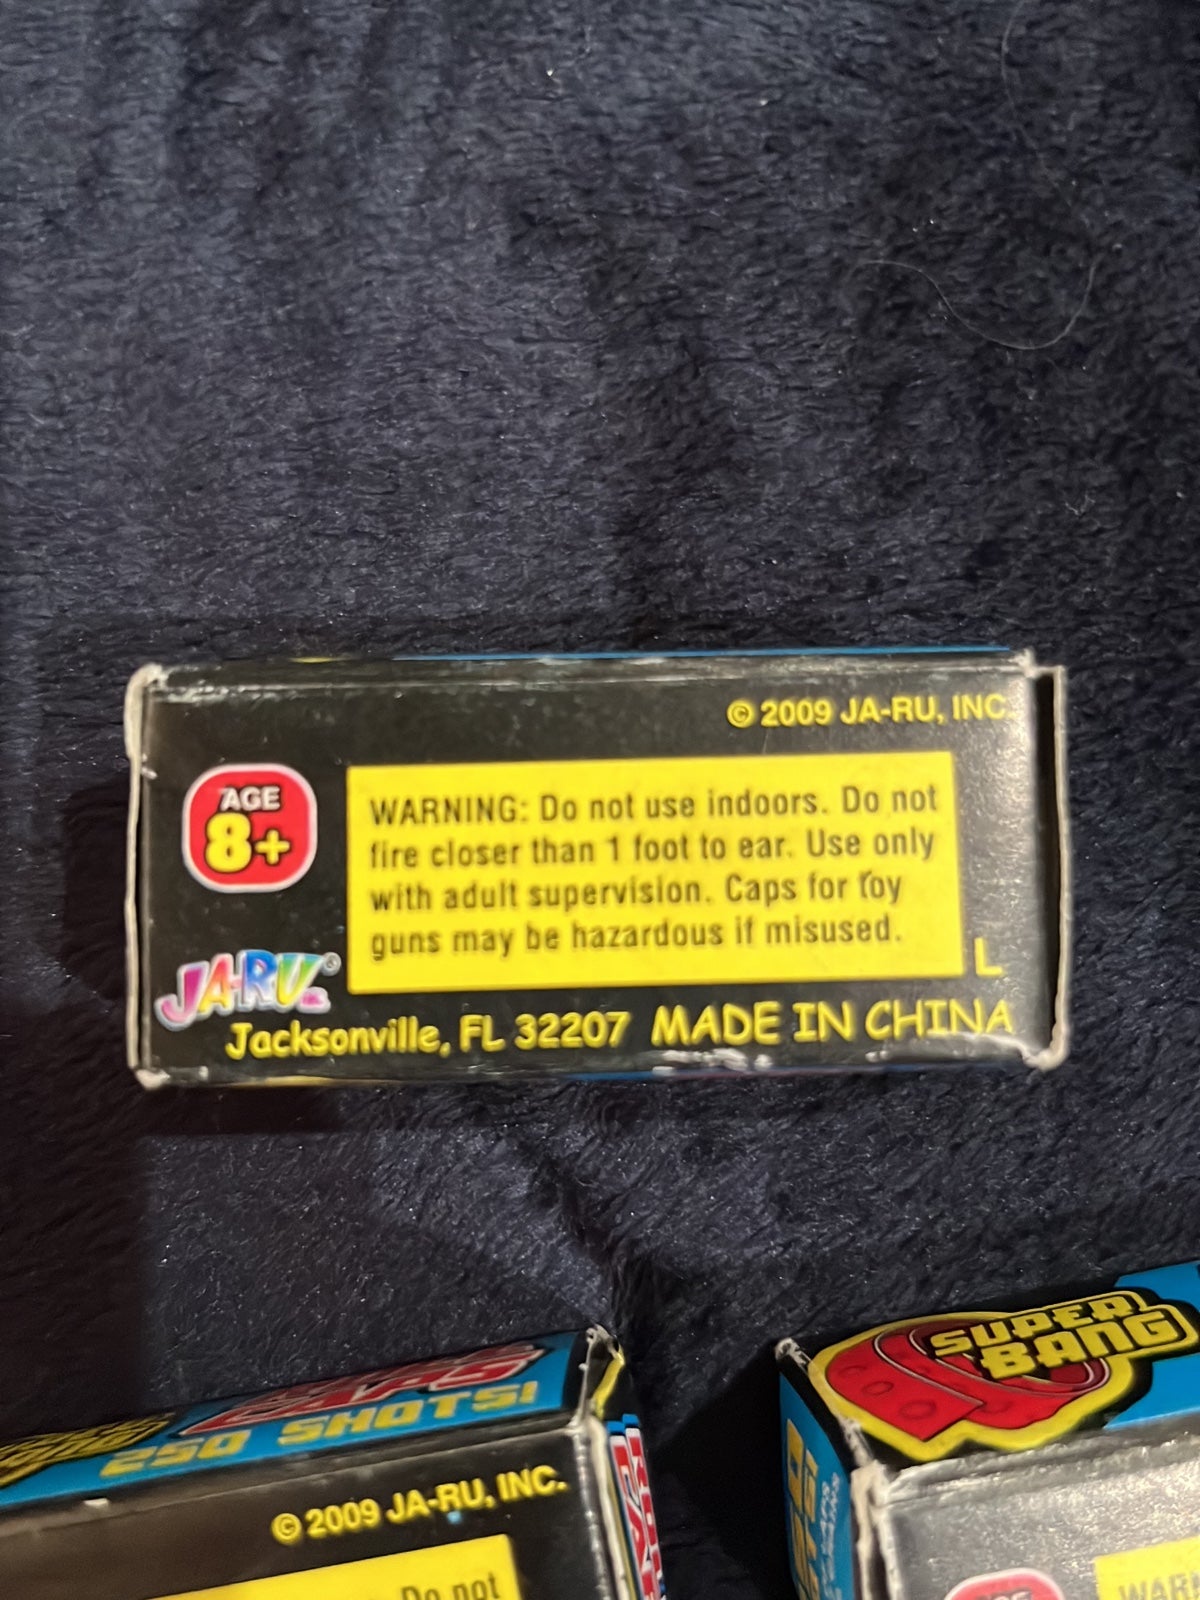 © 2009 JA-RU, INC.
AGE
8+
WARNING: Do not use indoors. Do not
fire closer than 1 foot to ear. Use only
with adult supervision. Caps for toy
guns may be hazardous if misused.
L
JA-RU
Jacksonville, FL 32207 MADE IN CHINA
CAPS
250 SHOTS!
© 2009 JA-RU, INC.
Do not
SUPER
BANG